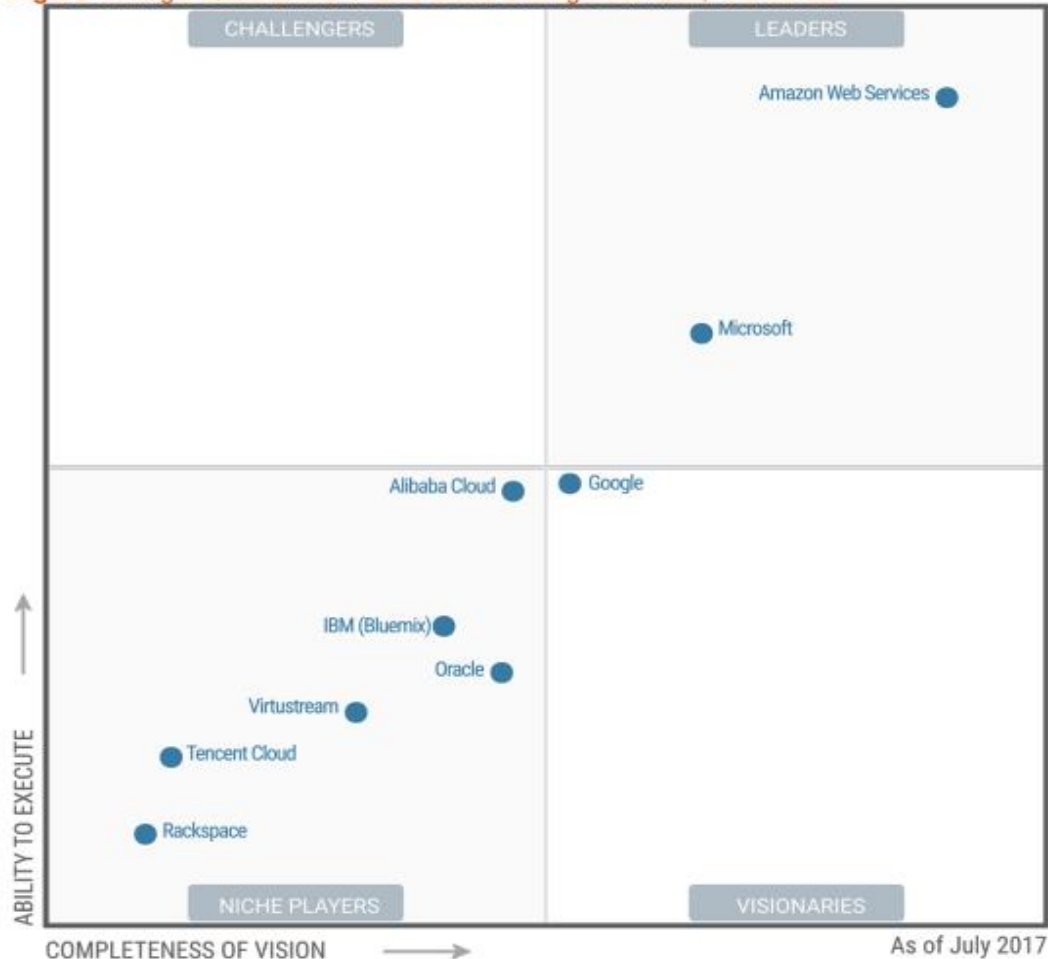 CHALLENGERS
LEADERS
Amazon Web Services
Microsoft
Alibaba Cloud
Google
IBM (Bluemix)
Oracle
Virtustream
Tencent Cloud
Rackspace
ABILITY TO EXECUTE
NICHE PLAYERS
VISIONARIES
COMPLETENESS OF VISION
As of July 2017